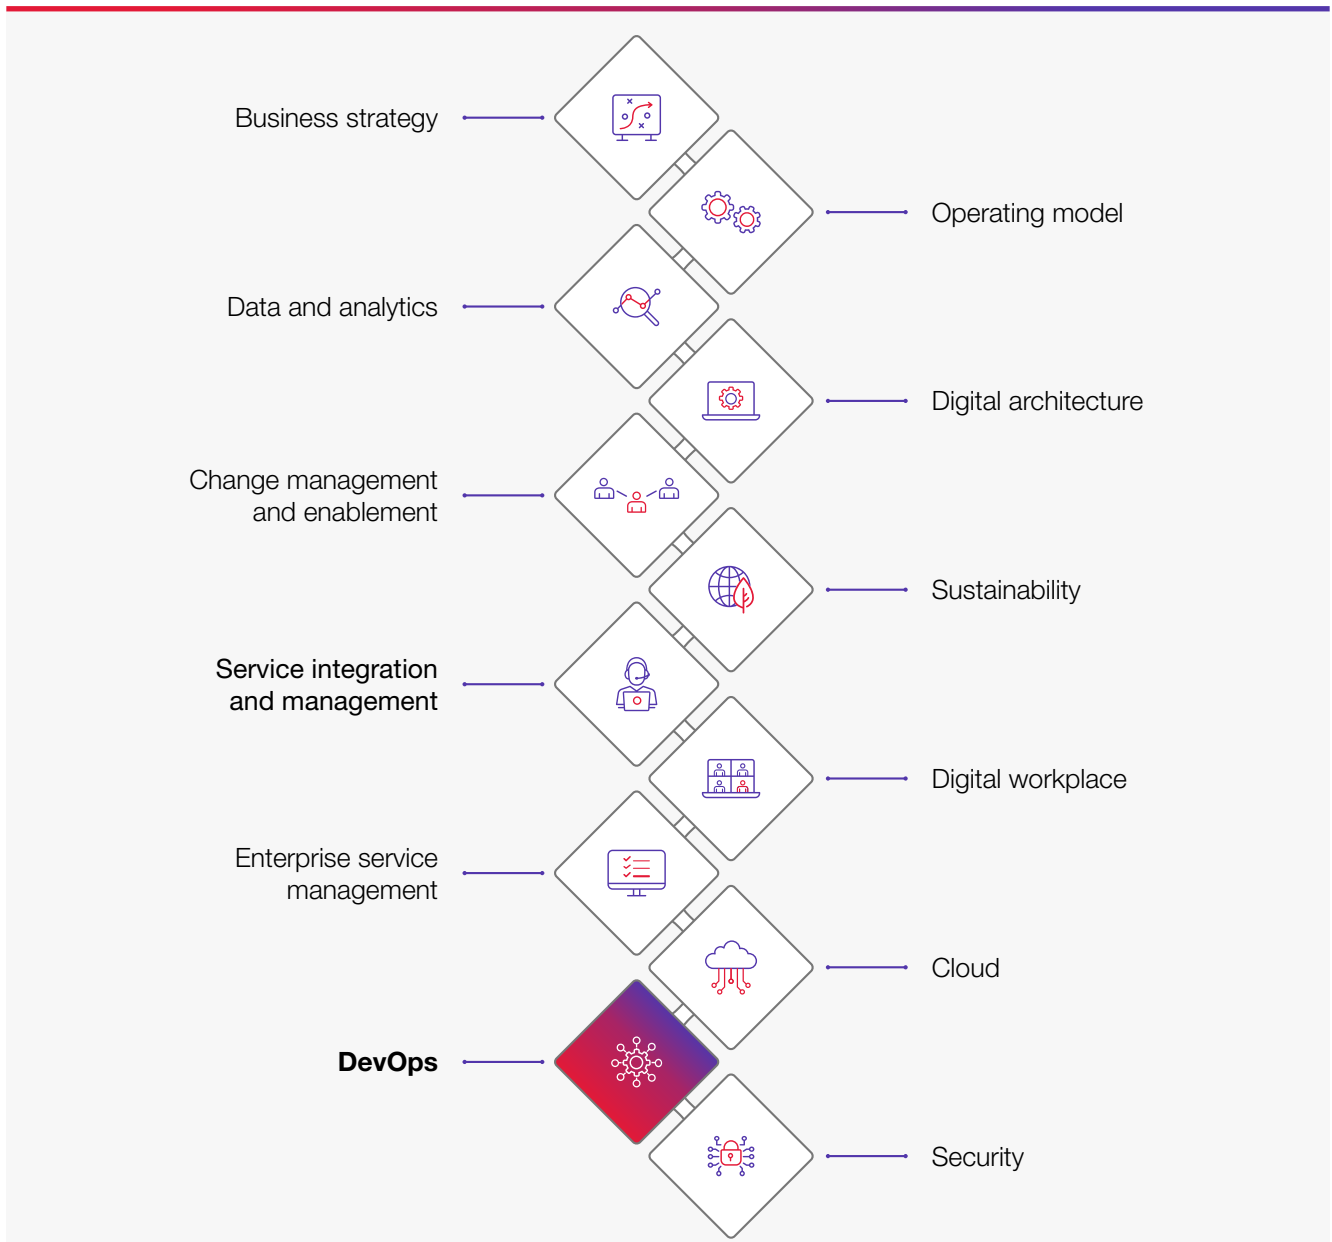 Business strategy
Operating model
Data and analytics
Digital architecture
Change management
and enablement
Sustainability
Service integration
and management
Digital workplace
Enterprise service
management
Cloud
DevOps
Security